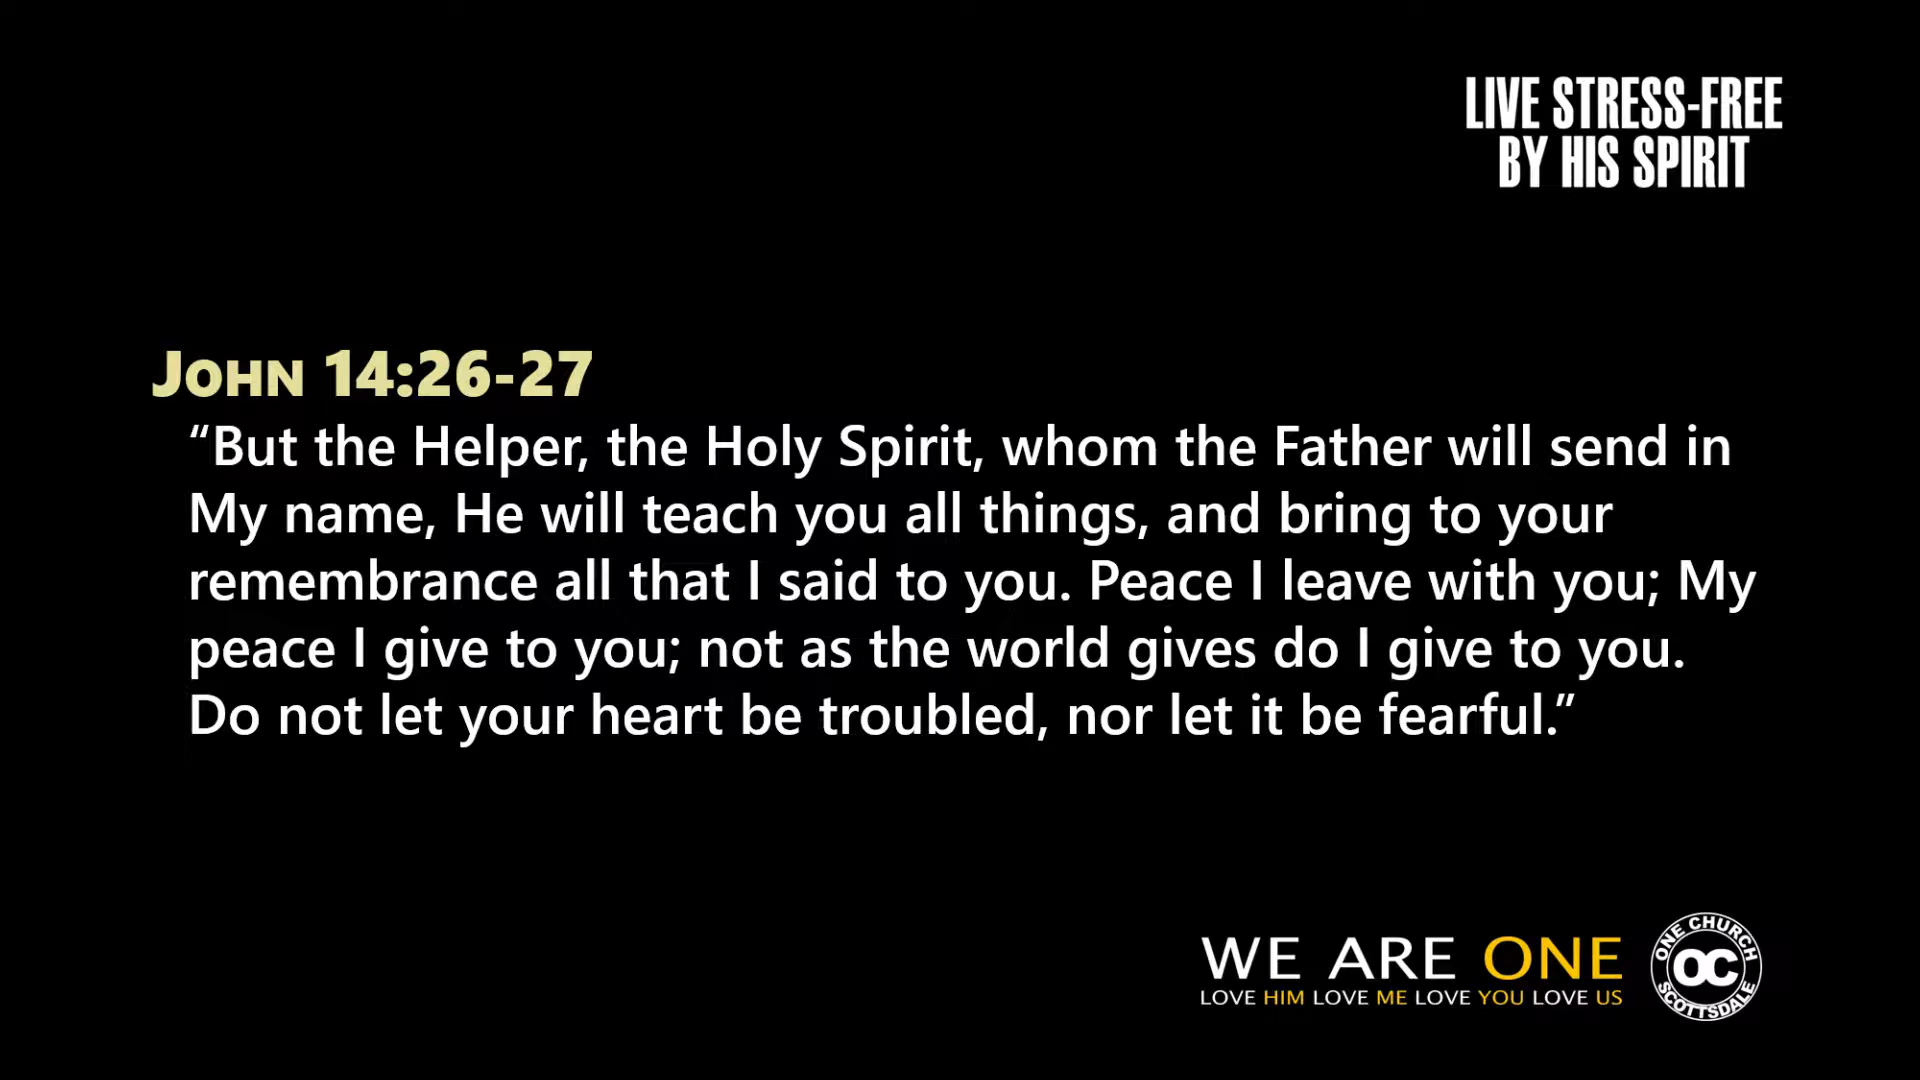 LIVE STRESS-FREE
BY HIS SPIRIT
JOHN 14:26-27
“But the Helper, the Holy Spirit, whom the Father will send in
My name, He will teach you all things, and bring to your
remembrance all that I said to you. Peace I leave with you; My
peace I give to you; not as the world gives do I give to you.
Do not let your heart be troubled, nor let it be fearful.”
WE ARE ONE
LOVE HIM LOVE ME LOVE YOU LOVE US
ONE CHURCH
OC
SCOTTSDALE